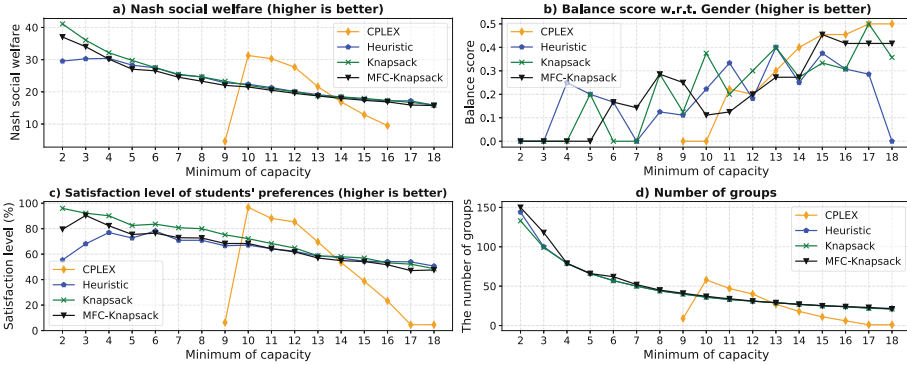 a) Nash social welfare (higher is better)
Nash social welfare
40
30
20
10
CPLEX
Heuristic
Knapsack
MFC-Knapsack
2 3 4 5 6 7 8 9 10 11 12 13 14 15 16 17 18
Minimum of capacity
b) Balance score w.r.t. Gender (higher is better)
Balance score
0.5
0.4
0.3
0.2
0.1
0.0
CPLEX
Heuristic
Knapsack
MFC-Knapsack
2 3 4 5 6 7 8 9 10 11 12 13 14 15 16 17 18
Minimum of capacity
c) Satisfaction level of students' preferences (higher is better)
Satisfaction level (%)
100
80
60
40
20
0
CPLEX
Heuristic
Knapsack
MFC-Knapsack
2 3 4 5 6 7 8 9 10 11 12 13 14 15 16 17 18
Minimum of capacity
d) Number of groups
The number of groups
150
100
50
0
CPLEX
Heuristic
Knapsack
MFC-Knapsack
2 3 4 5 6 7 8 9 10 11 12 13 14 15 16 17 18
Minimum of capacity